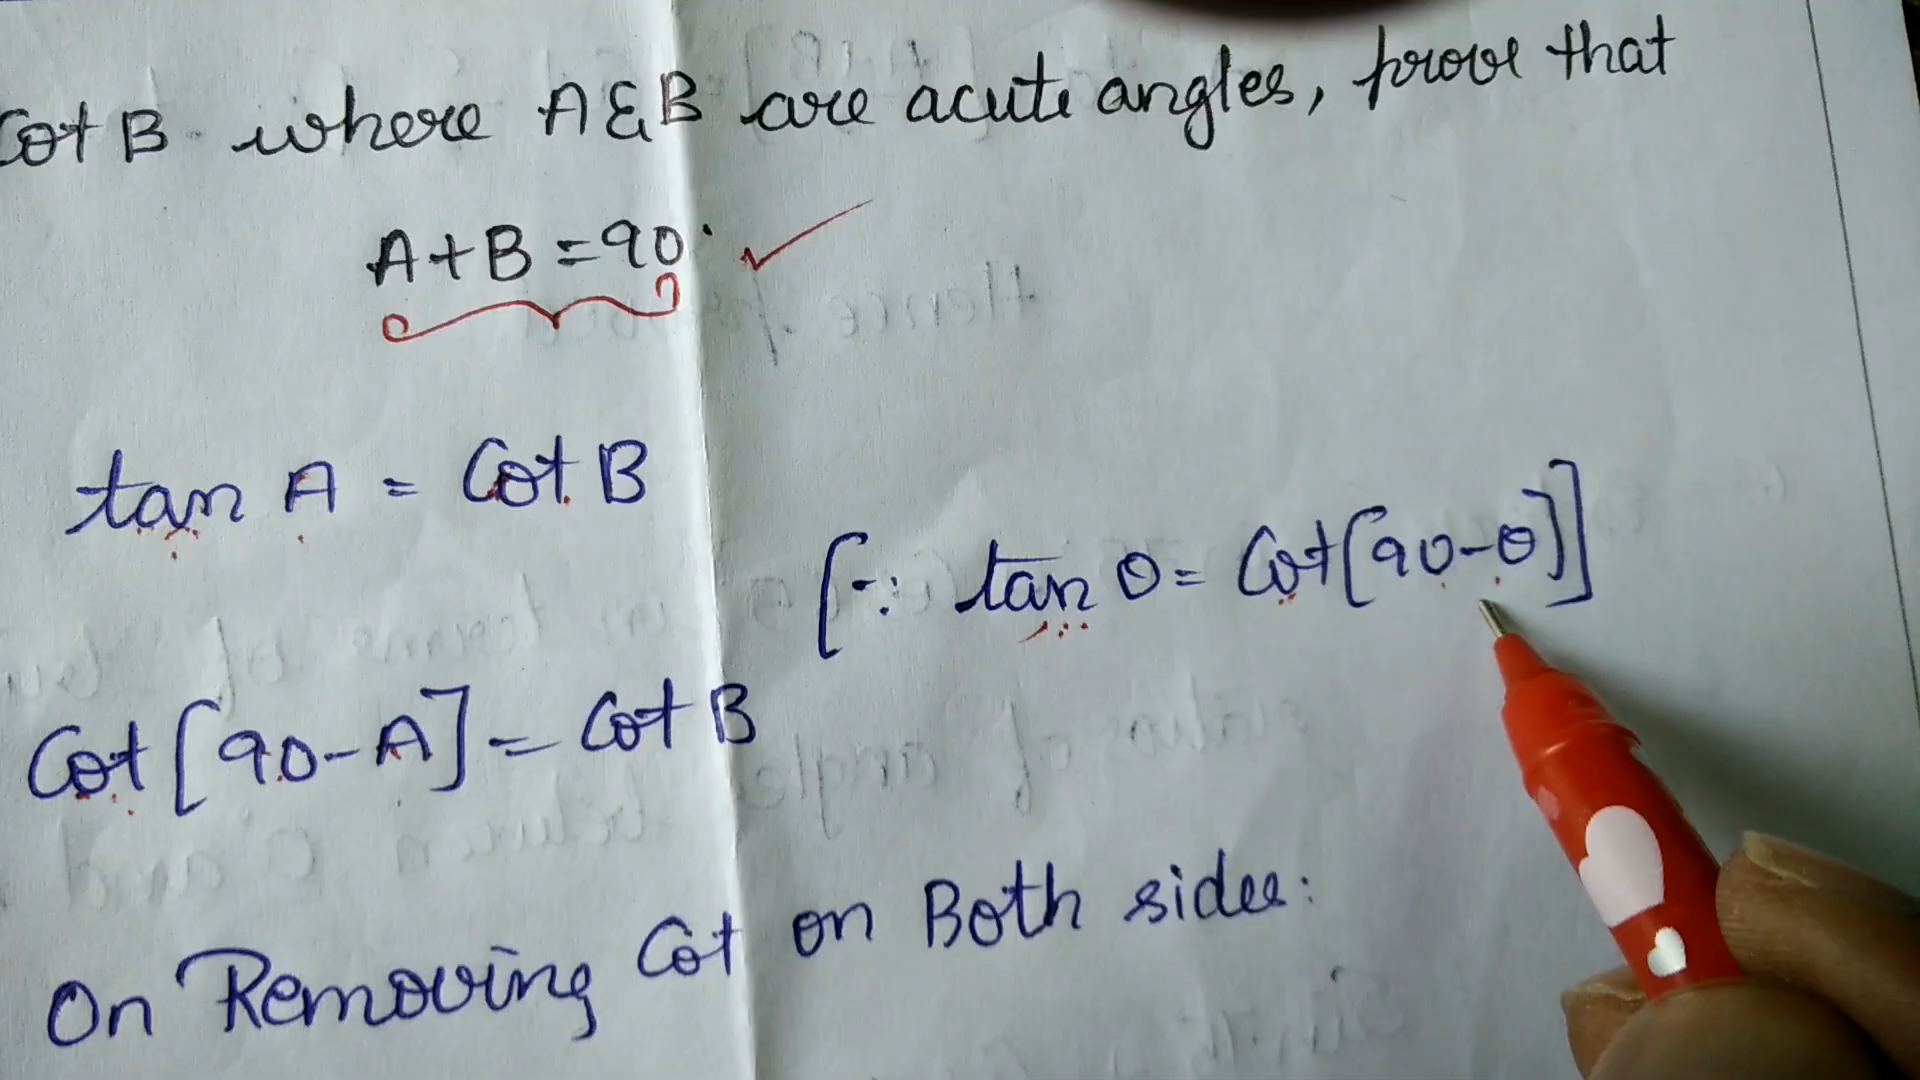 Cot B where A & B are acute angles, prove that
A+B=90°
tan A = Cot B
[∵ tan θ = Cot[90-θ]]
Cot[90-A] = Cot B
On Removing Cot on Both sides: